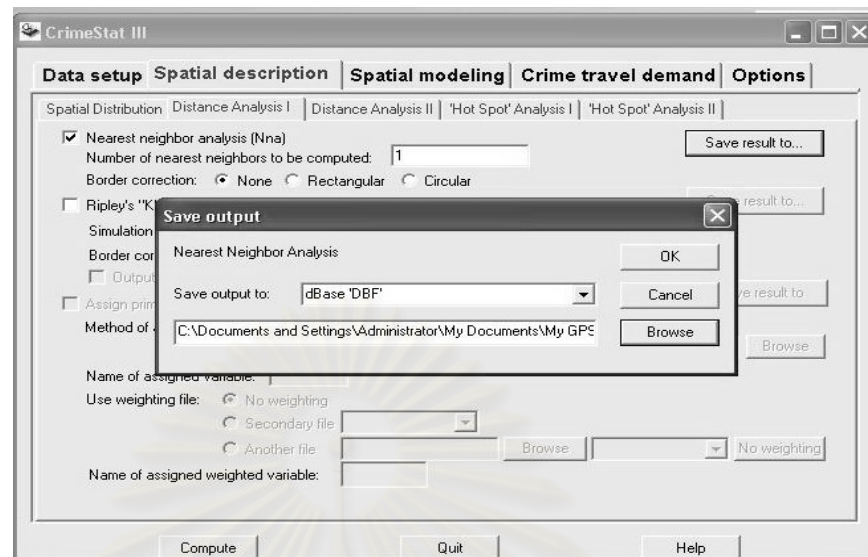 CrimeStat III
Data setup Spatial description Spatial modeling Crime travel demand Options
Spatial Distribution Distance Analysis I Distance Analysis II 'Hot Spot' Analysis I 'Hot Spot' Analysis II
Nearest neighbor analysis (Nna)
Save result to...
Number of nearest neighbors to be computed: 1
Border correction: None Rectangular Circular
Ripley's "K
result to...
Save output
Simulation
Nearest Neighbor Analysis
OK
Border cor
Output
Save output to: dBase 'DBF'
Cancel
ve result to
Assign prim
C:\Documents and Settings\Administrator\My Documents\My GPS
Browse
Method of
Browse
Name of assigned variable:
Use weighting file: No weighting
Secondary file
Another file
Browse
No weighting
Name of assigned weighted variable:
Compute Quit Help